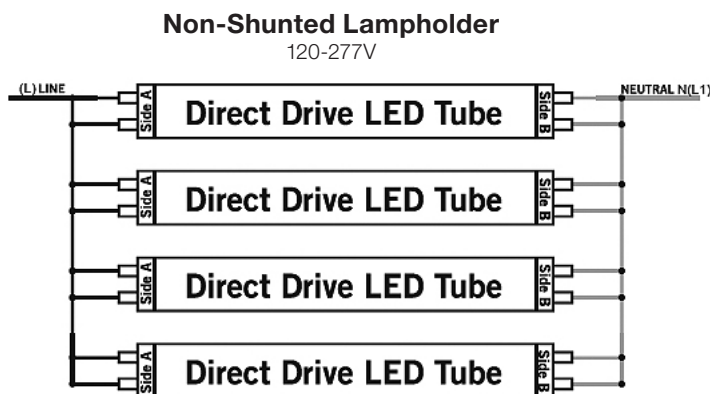 Non-Shunted Lampholder
120-277V
(L) LINE
NEUTRAL N(L1)
Side A Direct Drive LED Tube Side B
Side A Direct Drive LED Tube Side B
Side A Direct Drive LED Tube Side B
Side A Direct Drive LED Tube Side B